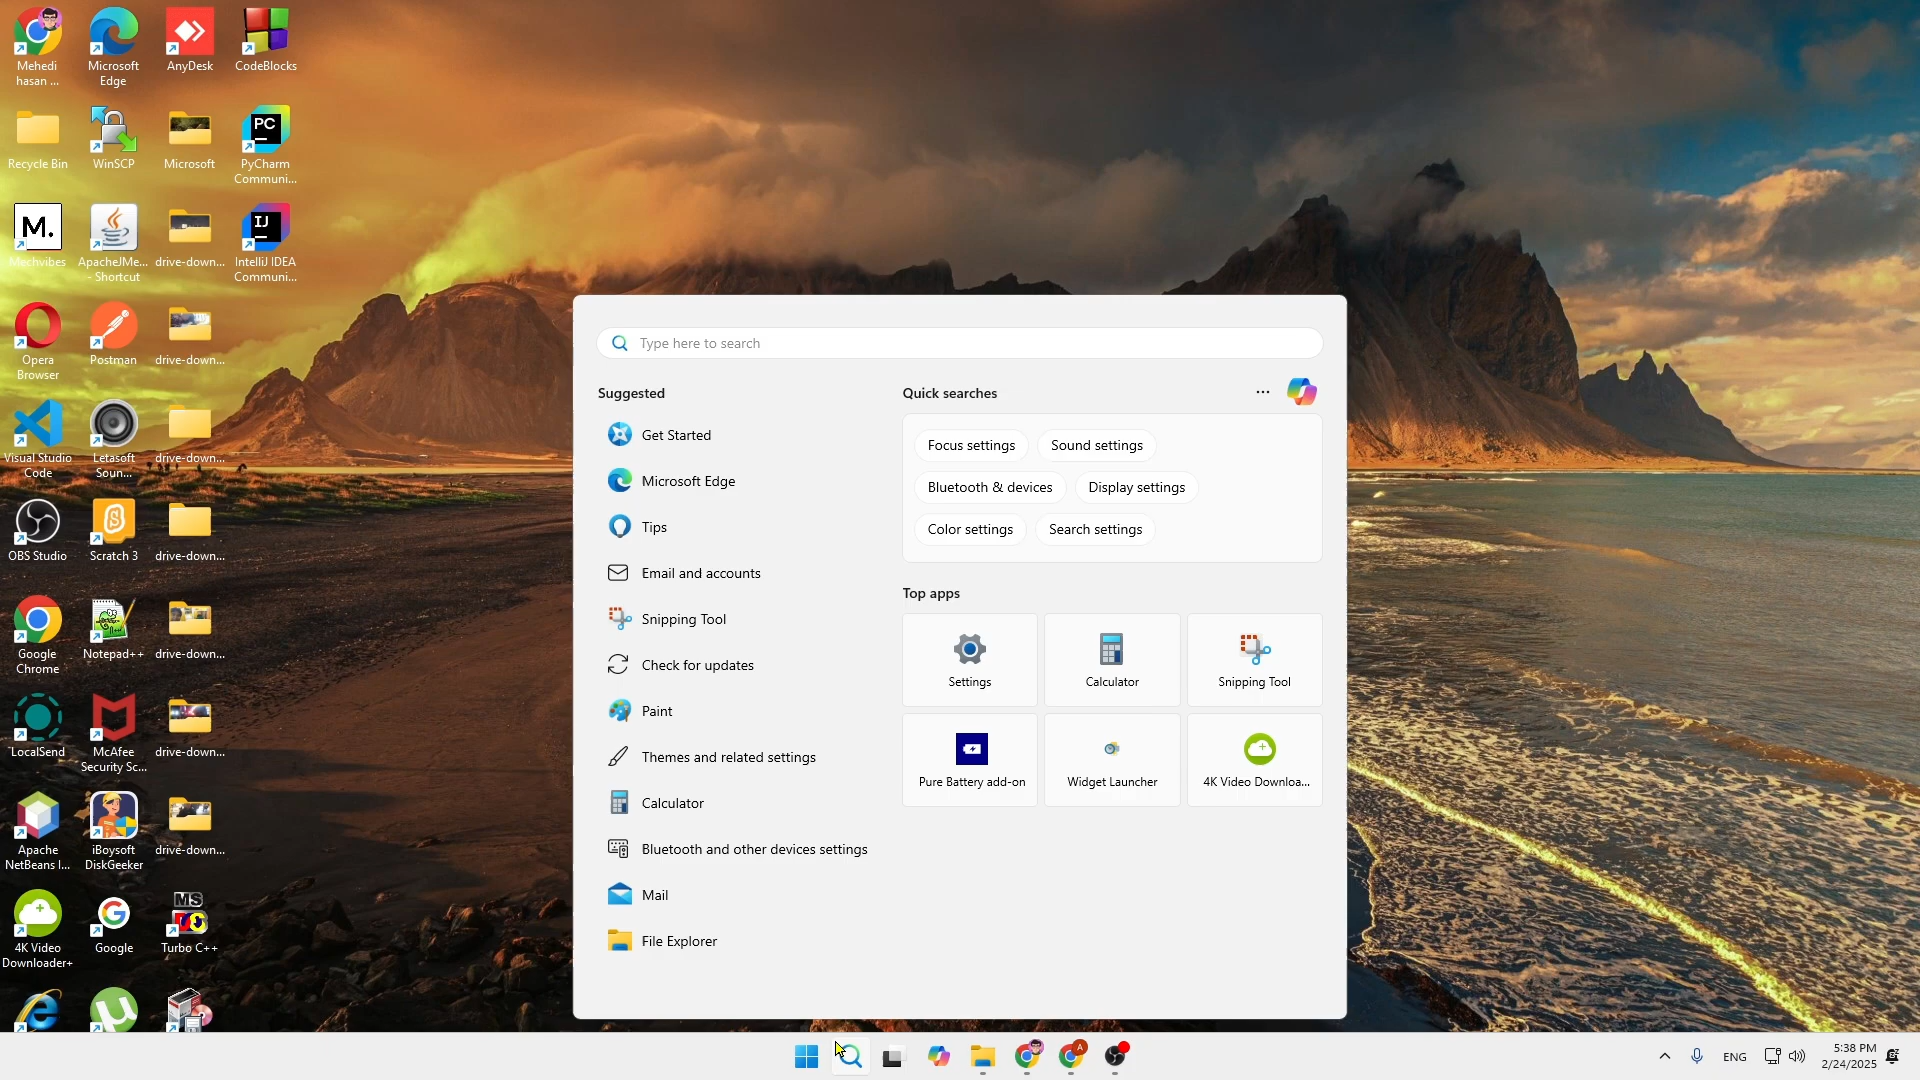 Mehedi
hasan ...
Microsoft
Edge
AnyDesk
CodeBlocks
Recycle Bin
WinSCP
Microsoft
PC
PyCharm
Communi...
M.
Mechvibes
ApacheJMe...
- Shortcut
drive-down...
IJ
IntelliJ IDEA
Communi...
Opera
Browser
Postman
drive-down...
Visual Studio
Code
Letasoft
Soun...
drive-down...
OBS Studio
Scratch 3
drive-down...
Google
Chrome
Notepad++
drive-down...
LocalSend
McAfee
Security Sc...
drive-down...
Apache
NetBeans I...
iBoysoft
DiskGeeker
drive-down...
4K Video
Downloader+
Google
MS
Turbo C++
Type here to search
Suggested
Get Started
Microsoft Edge
Tips
Email and accounts
Snipping Tool
Check for updates
Paint
Themes and related settings
Calculator
Bluetooth and other devices settings
Mail
File Explorer
Quick searches
Focus settings
Sound settings
Bluetooth & devices
Display settings
Color settings
Search settings
Top apps
Settings
Calculator
Snipping Tool
Pure Battery add-on
Widget Launcher
4K Video Downloa...
A
ENG
5:38 PM
2/24/2025